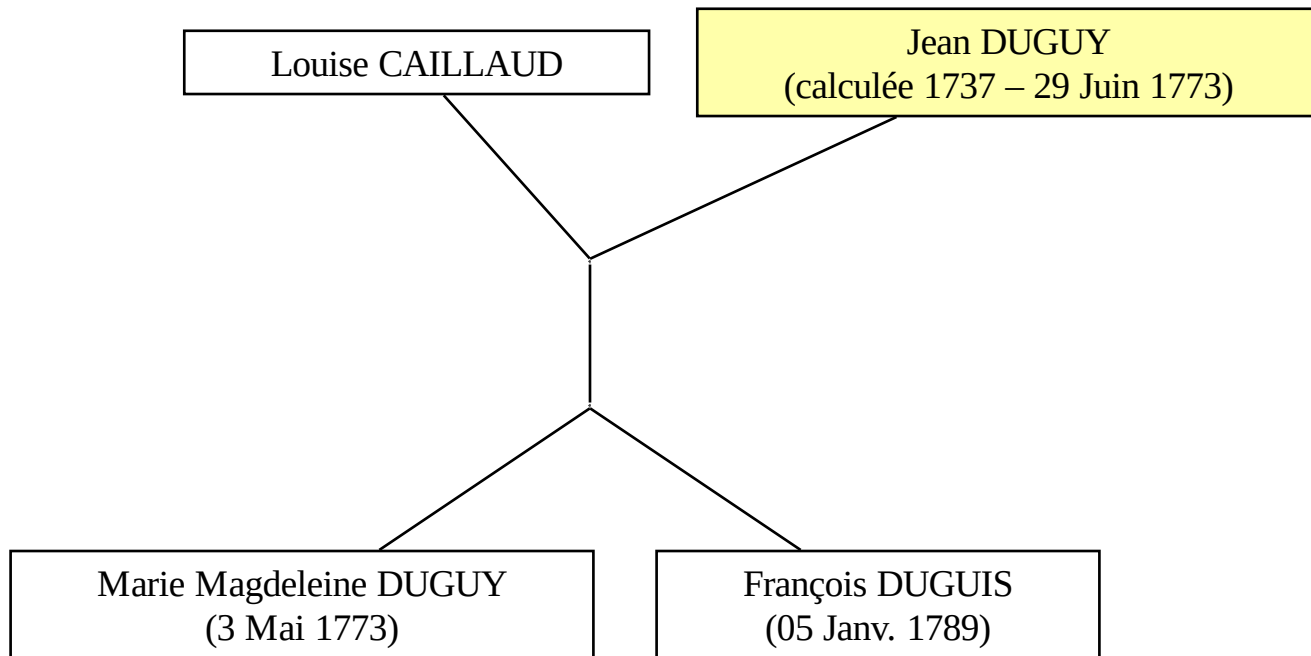 Louise CAILLAUD
Jean DUGUY
(calculée 1737 – 29 Juin 1773)
Marie Magdeleine DUGUY
(3 Mai 1773)
François DUGUIS
(05 Janv. 1789)